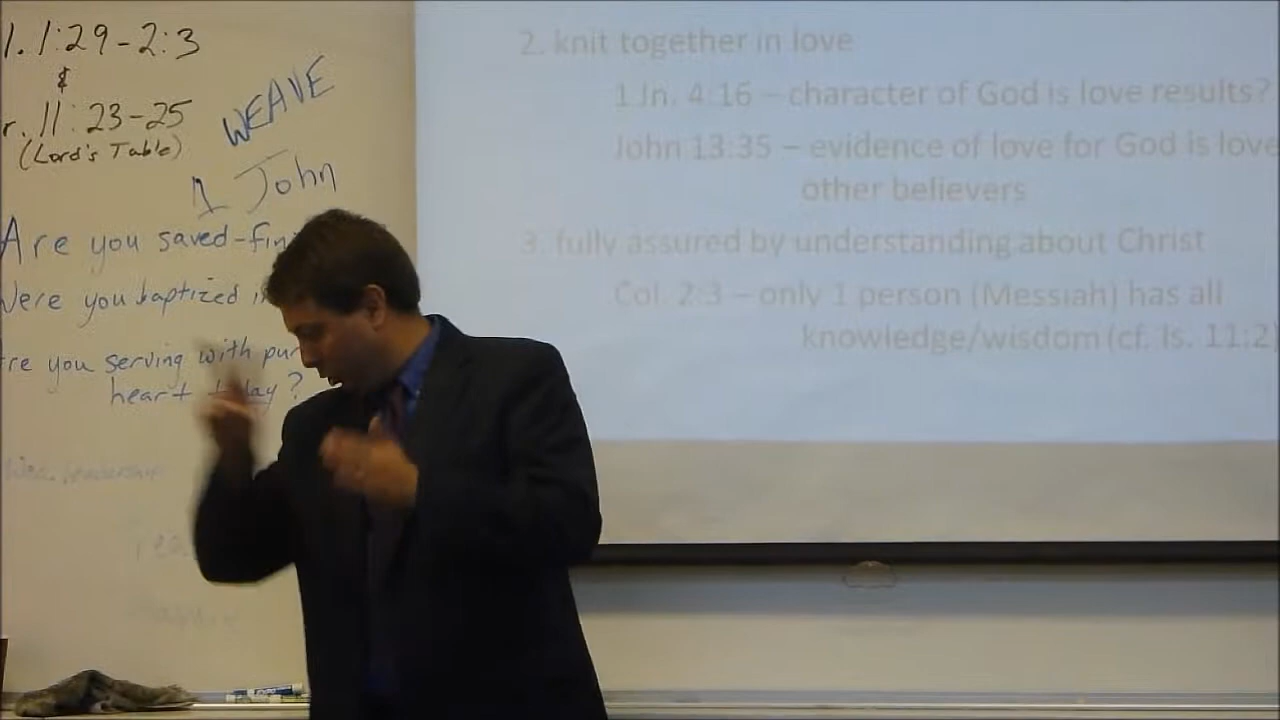 1. 1:29-2:3
&
r. 11:23-25
(Lord's Table)
WEAVE
1 John
Are you saved-fin
Were you baptized i
re you serving with pur
heart today?
2. knit together in love
1 Jn. 4:16 – character of God is love results?
John 13:35 – evidence of love for God is love
other believers
3. fully assured by understanding about Christ
Col. 2:3 – only 1 person (Messiah) has all
knowledge/wisdom (cf. Is. 11:2)